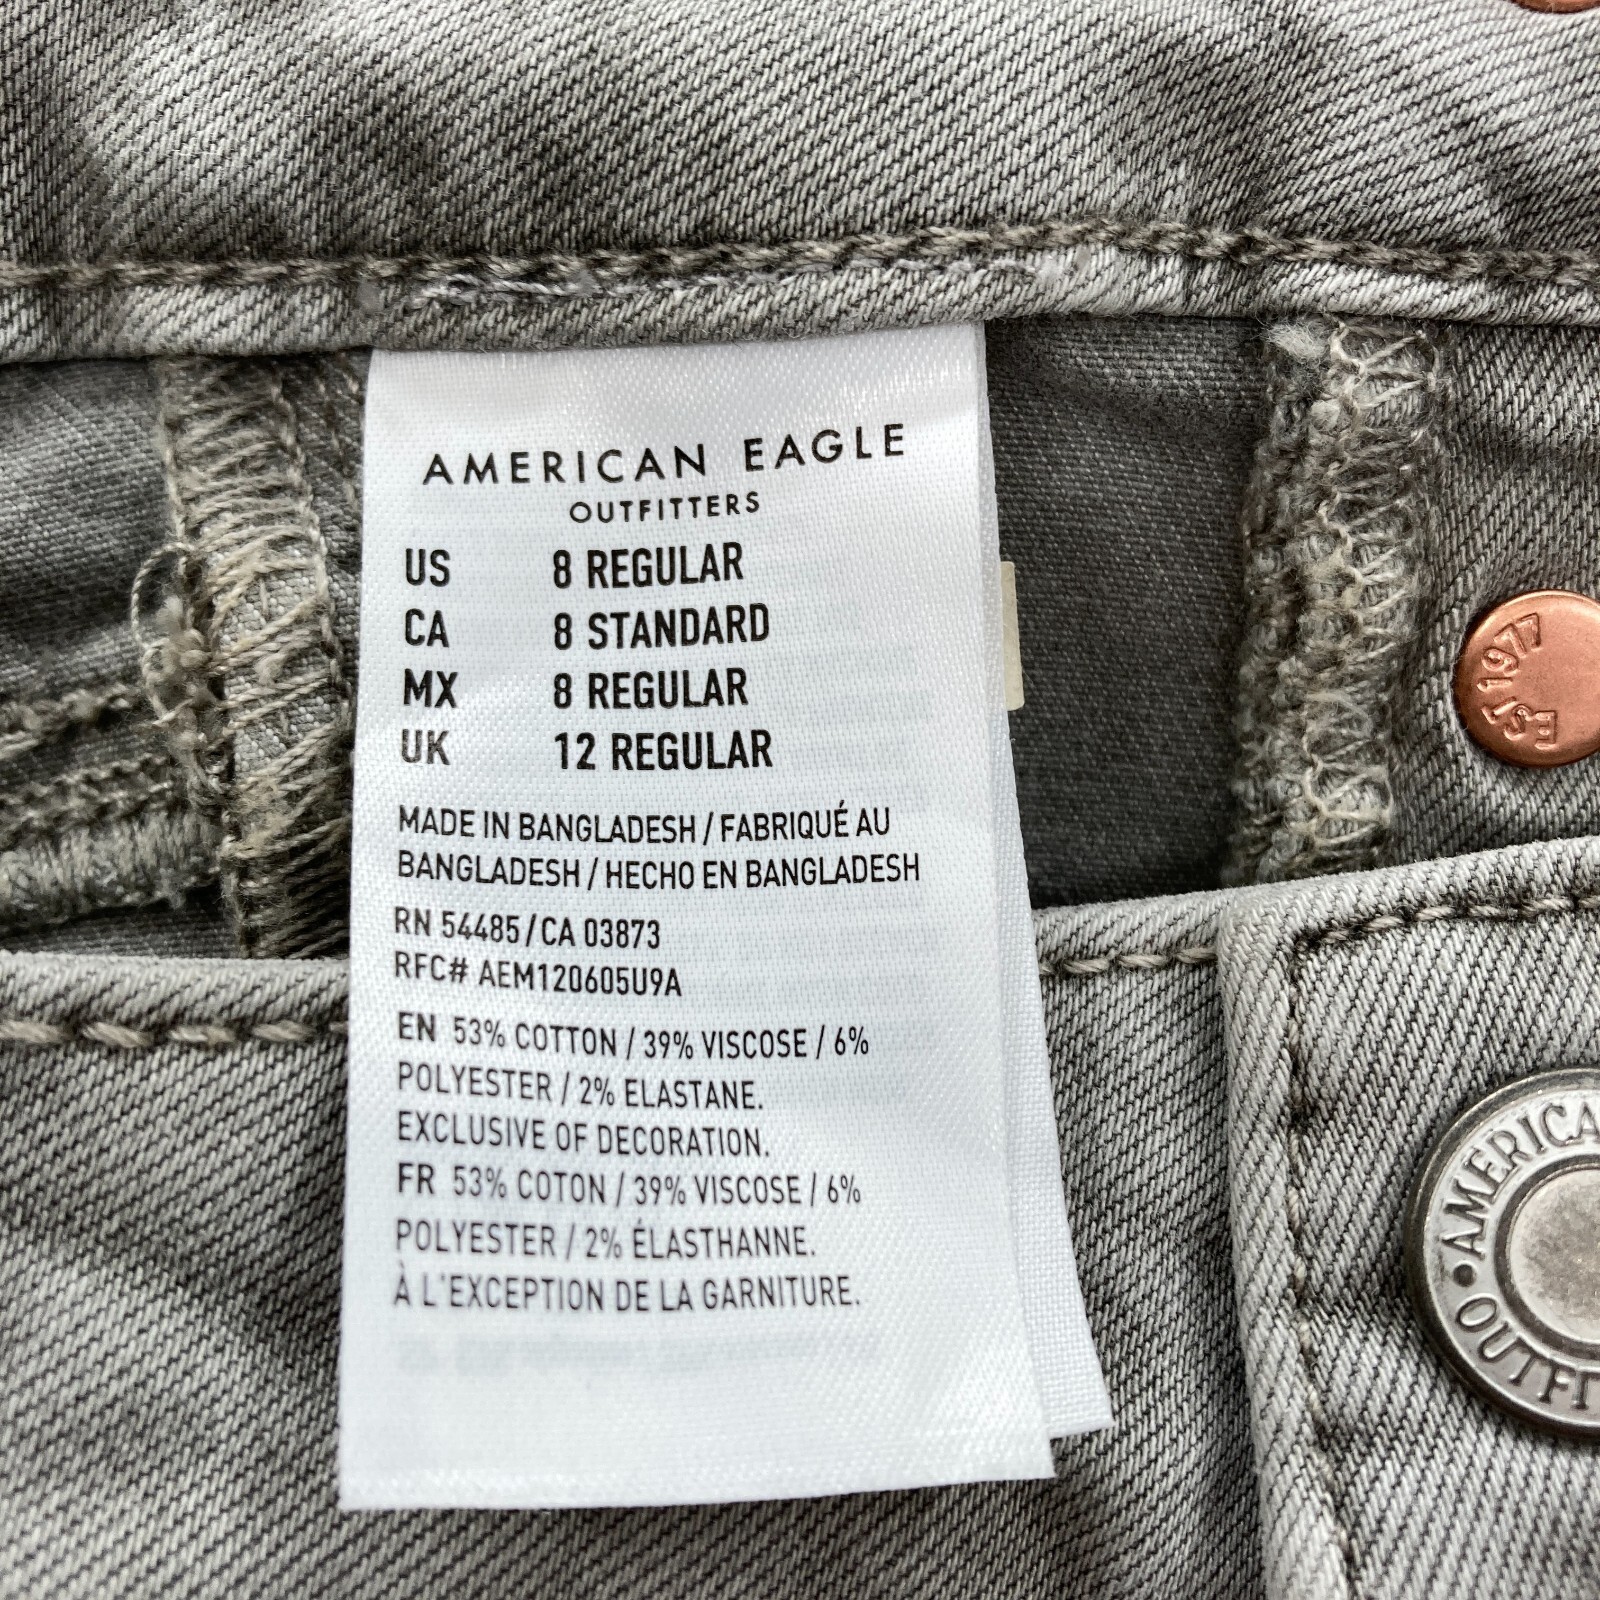 AMERICAN EAGLE
OUTFITTERS
US 8 REGULAR
CA 8 STANDARD
MX 8 REGULAR
UK 12 REGULAR
MADE IN BANGLADESH / FABRIQUÉ AU
BANGLADESH / HECHO EN BANGLADESH
RN 54485 / CA 03873
RFC# AEM120605U9A
EN 53% COTTON / 39% VISCOSE / 6%
POLYESTER / 2% ELASTANE.
EXCLUSIVE OF DECORATION.
FR 53% COTON / 39% VISCOSE / 6%
POLYESTER / 2% ÉLASTHANNE.
À L'EXCEPTION DE LA GARNITURE.
EST 1977
AMERICA
OUTFI